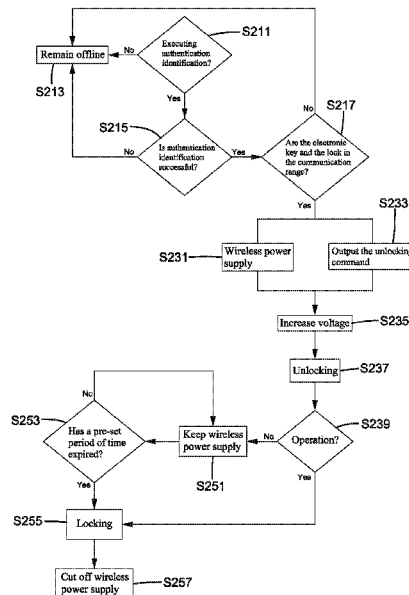 S211
Executing
authentication
identification?
No
Remain offline
S213
Yes
S215
S217
Is authentication
identification
successful?
No
Yes
Are the electronic
key and the lock in
the communication
range?
No
Yes
S233
Wireless power
supply
S231
Output the unlocking
command
Increase voltage
S235
Unlocking
S237
No
S253
Has a pre-set
period of time
expired?
Keep wireless
power supply
No
Operation?
S239
S251
Yes
Yes
S255
Locking
Cut off wireless
power supply
S257